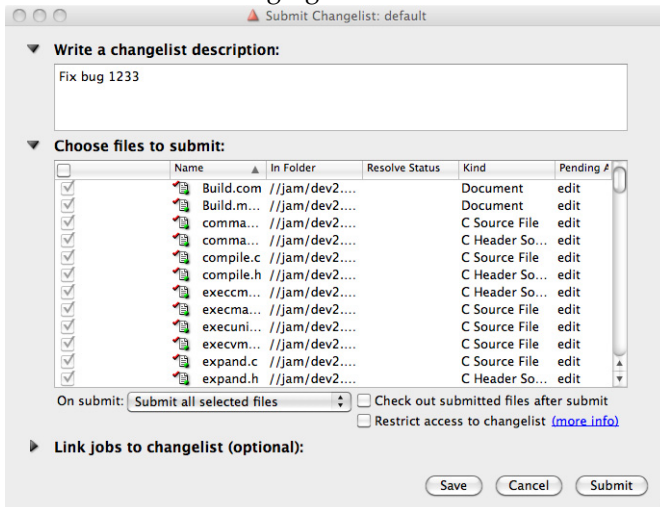 Submit Changelist: default
Write a changelist description:
Fix bug 1233
Choose files to submit:
Name In Folder Resolve Status Kind Pending A
Build.com //jam/dev2.... Document edit
Build.m... //jam/dev2.... Document edit
comma... //jam/dev2.... C Source File edit
comma... //jam/dev2.... C Header So... edit
compile.c //jam/dev2.... C Source File edit
compile.h //jam/dev2.... C Header So... edit
execcm... //jam/dev2.... C Header So... edit
execma... //jam/dev2.... C Source File edit
execuni... //jam/dev2.... C Source File edit
execvm... //jam/dev2.... C Source File edit
expand.c //jam/dev2.... C Source File edit
expand.h //jam/dev2.... C Header So... edit
On submit: Submit all selected files Check out submitted files after submit
Restrict access to changelist (more info)
Link jobs to changelist (optional):
Save Cancel Submit